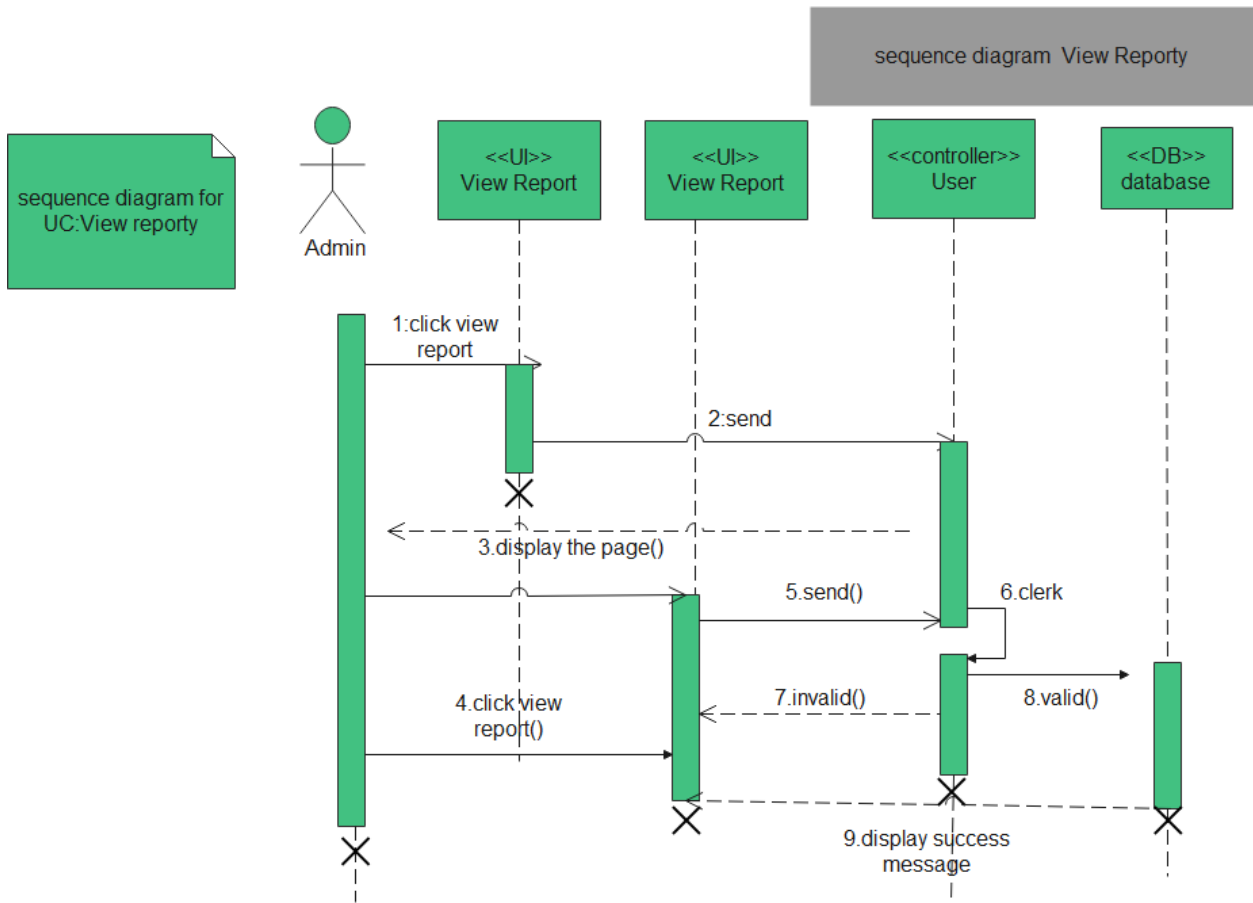 sequence diagram  View Reporty
sequence diagram for
UC:View reporty
Admin
<<UI>>
View Report
<<UI>>
View Report
<<controller>>
User
<<DB>>
database
1:click view
report
2:send
3.display the page()
5.send()
6.clerk
4.click view
report()
7.invalid()
8.valid()
9.display success
message